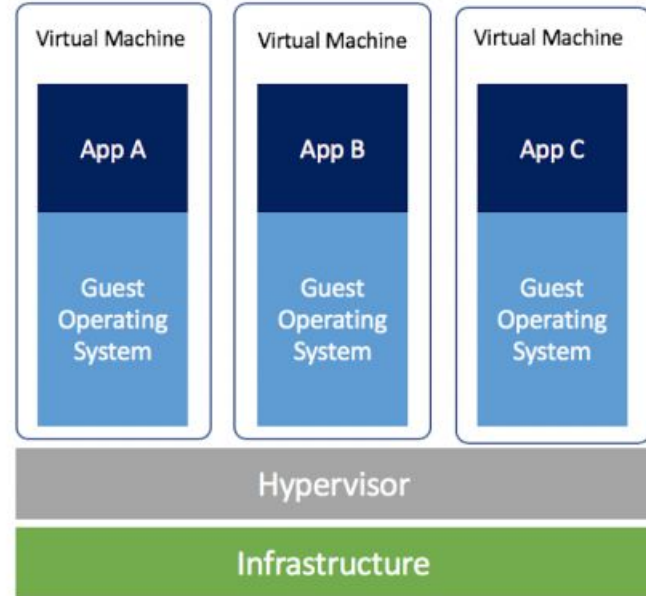 Virtual Machine
Virtual Machine
Virtual Machine
App A
App B
App C
Guest
Operating
System
Guest
Operating
System
Guest
Operating
System
Hypervisor
Infrastructure